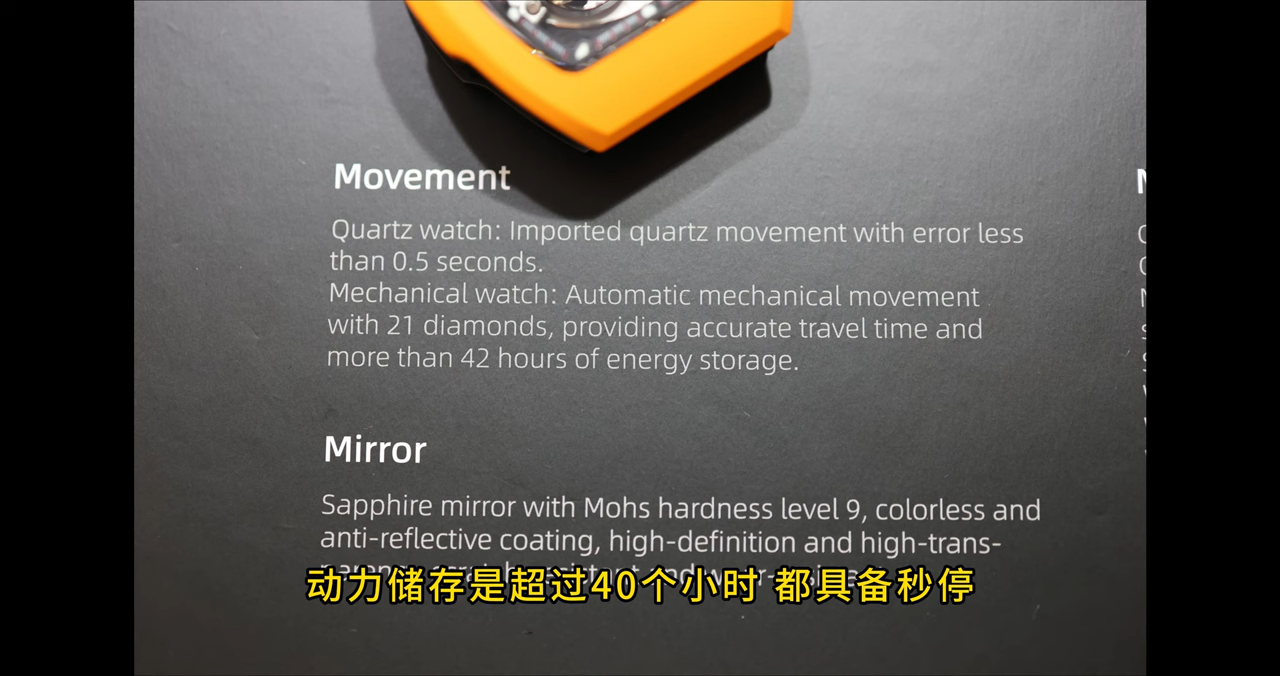 Movement
Quartz watch: Imported quartz movement with error less
than 0.5 seconds.
Mechanical watch: Automatic mechanical movement
with 21 diamonds, providing accurate travel time and
more than 42 hours of energy storage.
Mirror
Sapphire mirror with Mohs hardness level 9, colorless and
anti-reflective coating, high-definition and high-trans-
动力储存是超过40个小时 都具备秒停